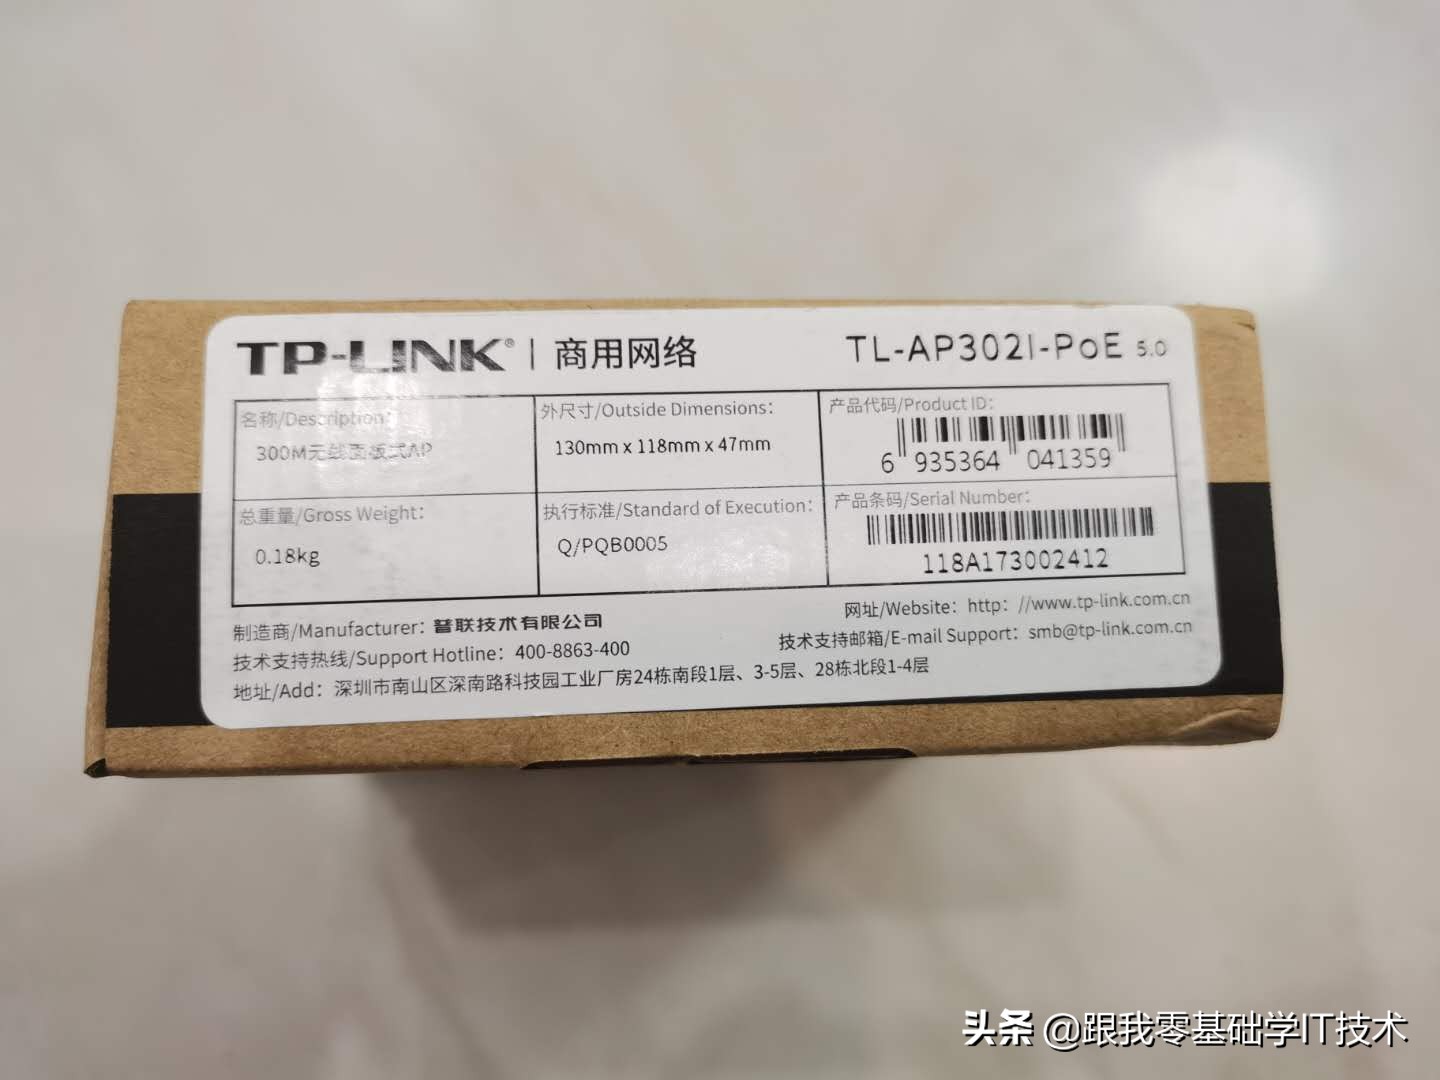 TP-LINK® | 商用网络
TL-AP302I-PoE 5.0
名称/Description:
300M无线面板式AP
外尺寸/Outside Dimensions:
130mm x 118mm x 47mm
产品代码/Product ID:
6 935364 041359
总重量/Gross Weight:
0.18kg
执行标准/Standard of Execution:
Q/PQB0005
产品条码/Serial Number:
118A173002412
制造商/Manufacturer: 普联技术有限公司
网址/Website: http: //www.tp-link.com.cn
技术支持热线/Support Hotline: 400-8863-400
技术支持邮箱/E-mail Support: smb@tp-link.com.cn
地址/Add: 深圳市南山区深南路科技园工业厂房24栋南段1层、3-5层、28栋北段1-4层
头条 @跟我零基础学IT技术